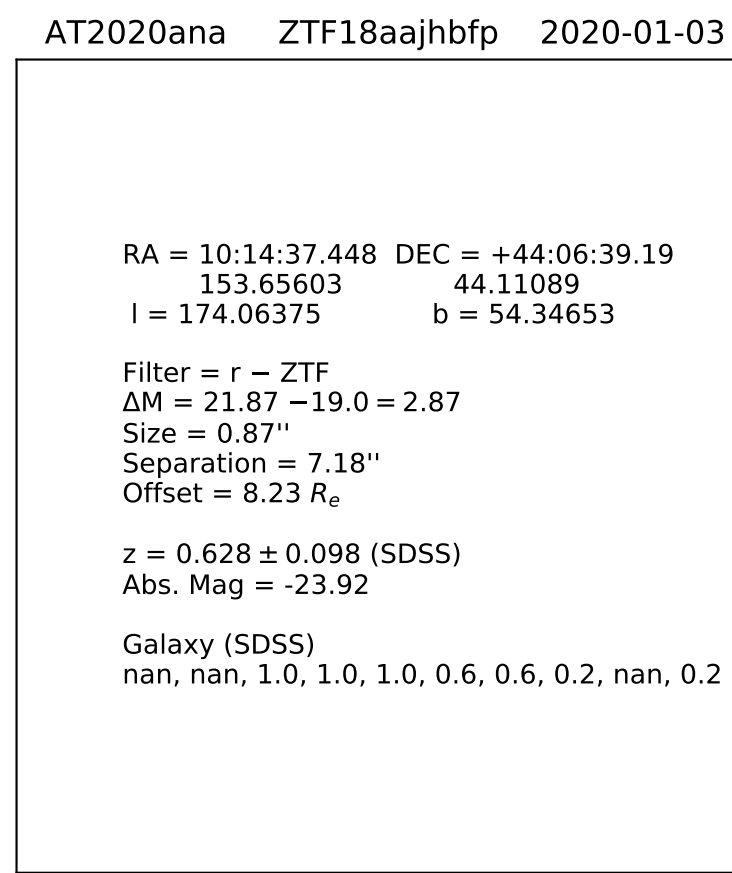 AT2020ana ZTF18aajhbfp 2020-01-03
RA = 10:14:37.448 DEC = +44:06:39.19
153.65603 44.11089
l = 174.06375 b = 54.34653
Filter = r − ZTF
ΔM = 21.87 −19.0 = 2.87
Size = 0.87''
Separation = 7.18''
Offset = 8.23 Rₑ
z = 0.628 ± 0.098 (SDSS)
Abs. Mag = -23.92
Galaxy (SDSS)
nan, nan, 1.0, 1.0, 1.0, 0.6, 0.6, 0.2, nan, 0.2